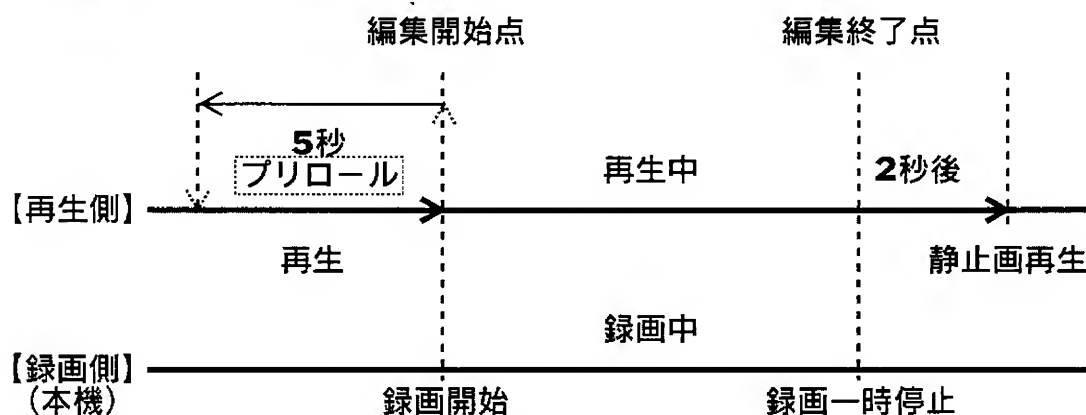 編集開始点 編集終了点
5秒
プリロール
再生中
2秒後
【再生側】
再生
静止画再生
録画中
【録画側】
(本機)
録画開始
録画一時停止